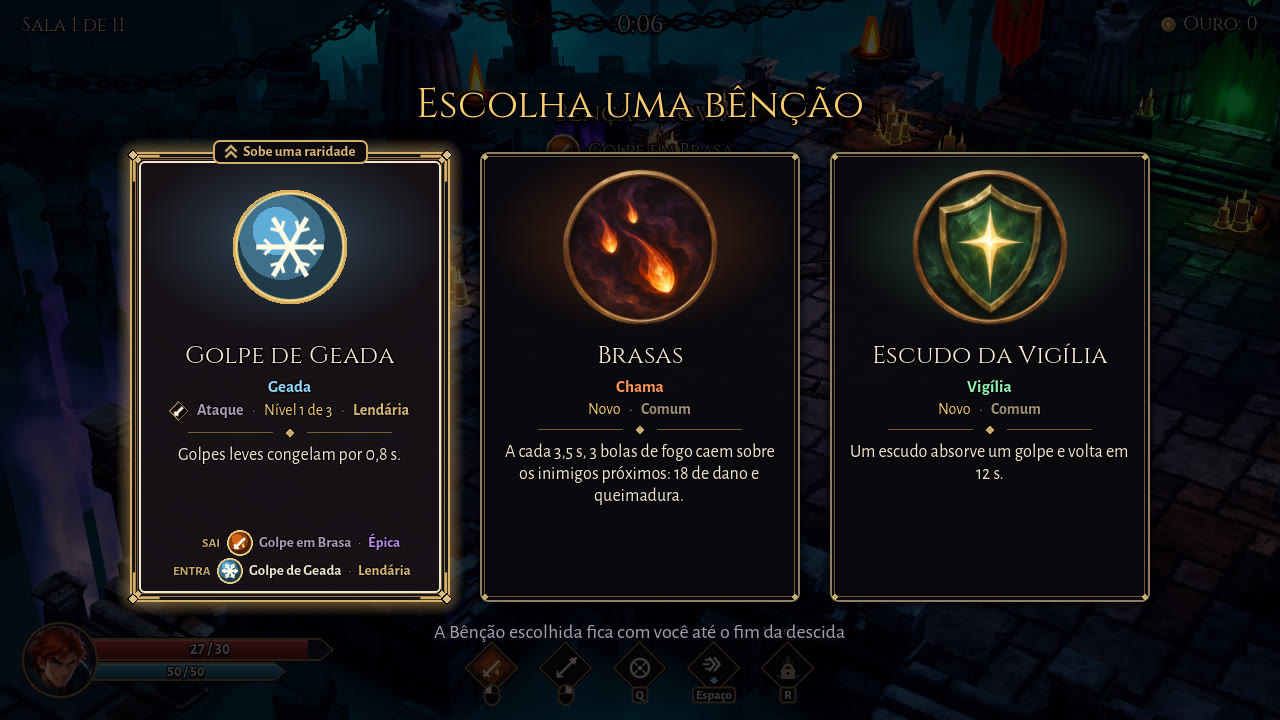 SALA 1 DE 11
0:06
OURO: 0
ESCOLHA UMA BÊNÇÃO
Sobe uma raridade
GOLPE DE GEADA
Geada
Ataque · Nível 1 de 3 · Lendária
Golpes leves congelam por 0,8 s.
SAI Golpe em Brasa · Épica
ENTRA Golpe de Geada · Lendária
GOLPE EM BRASA
BRASAS
Chama
Novo · Comum
A cada 3,5 s, 3 bolas de fogo caem sobre
os inimigos próximos: 18 de dano e
queimadura.
ESCUDO DA VIGÍLIA
Vigília
Novo · Comum
Um escudo absorve um golpe e volta em
12 s.
A Bênção escolhida fica com você até o fim da descida
27/30
50/50
Q
Espaço
R